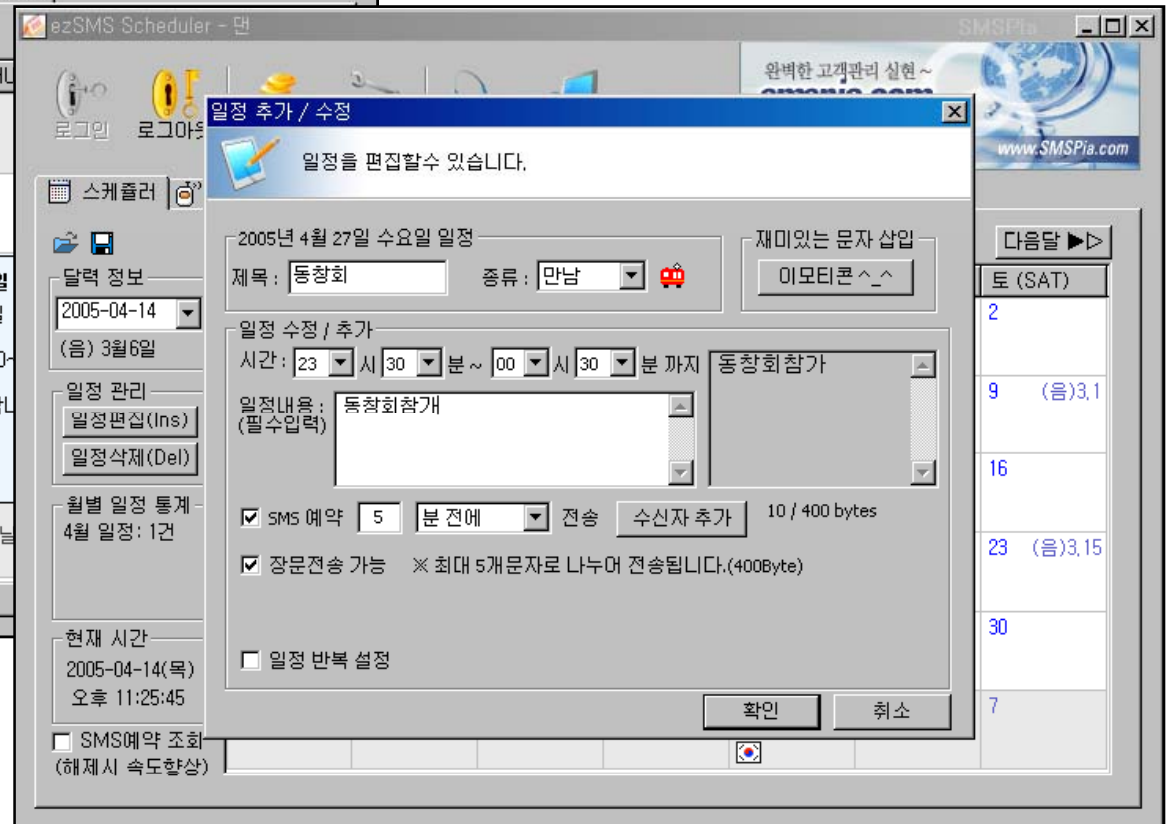 ezSMS Scheduler - 댄
SMSPia
완벽한 고객관리 실현~
www.SMSPia.com
로그인
로그아웃
스케쥴러
다음달 ▶▷
달력 정보
2005-04-14
(음) 3월6일
일정 관리
일정편집(Ins)
일정삭제(Del)
월별 일정 통계
4월 일정: 1건
현재 시간
2005-04-14(목)
오후 11:25:45
SMS예약 조회
(해제시 속도향상)
일정 추가 / 수정
일정을 편집할수 있습니다.
2005년 4월 27일 수요일 일정
제목 : 동창회 종류 : 만남
재미있는 문자 삽입
이모티콘 ^_^
일정 수정 / 추가
시간 : 23 시 30 분 ~ 00 시 30 분 까지
동창회참가
일정내용 : 동창회참개
(필수입력)
SMS 예약 5 분 전에 전송 수신자 추가 10 / 400 bytes
장문전송 가능 ※ 최대 5개문자로 나누어 전송됩니다.(400Byte)
일정 반복 설정
확인 취소
토 (SAT)
2
9 (음)3,1
16
23 (음)3,15
30
7